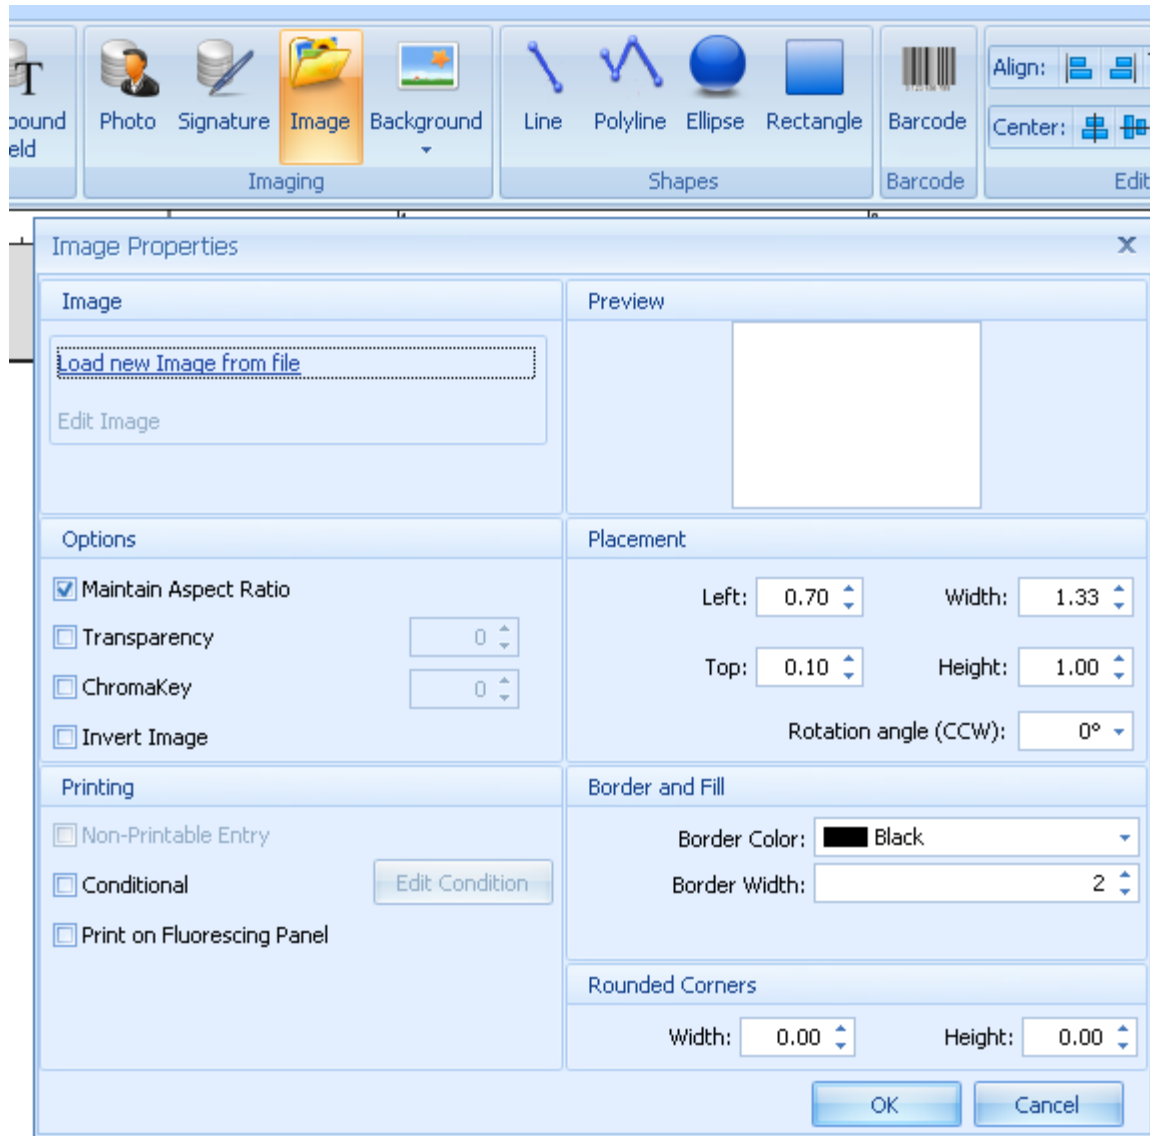 T
Photo Signature Image Background Line Polyline Ellipse Rectangle Barcode Align:
Center:
Imaging Shapes Barcode
Image Properties
Image
Load new Image from file
Edit Image
Preview
Options
Maintain Aspect Ratio
Transparency 0
ChromaKey 0
Invert Image
Placement
Left: 0.70 Width: 1.33
Top: 0.10 Height: 1.00
Rotation angle (CCW): 0°
Printing
Non-Printable Entry
Conditional Edit Condition
Print on Fluorescing Panel
Border and Fill
Border Color: Black
Border Width: 2
Rounded Corners
Width: 0.00 Height: 0.00
OK Cancel